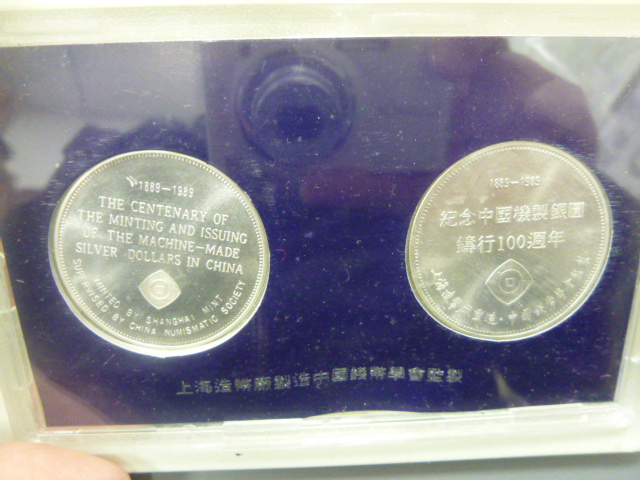 1889-1989
THE CENTENARY OF
THE MINTING AND ISSUING
OF THE MACHINE-MADE
SILVER DOLLARS IN CHINA
MINTED BY SHANGHAI MINT
SUPERVISED BY CHINA NUMISMATIC SOCIETY
紀念中國機製銀圓
鑄行100週年
上海造幣廠製造中國錢幣學會監製